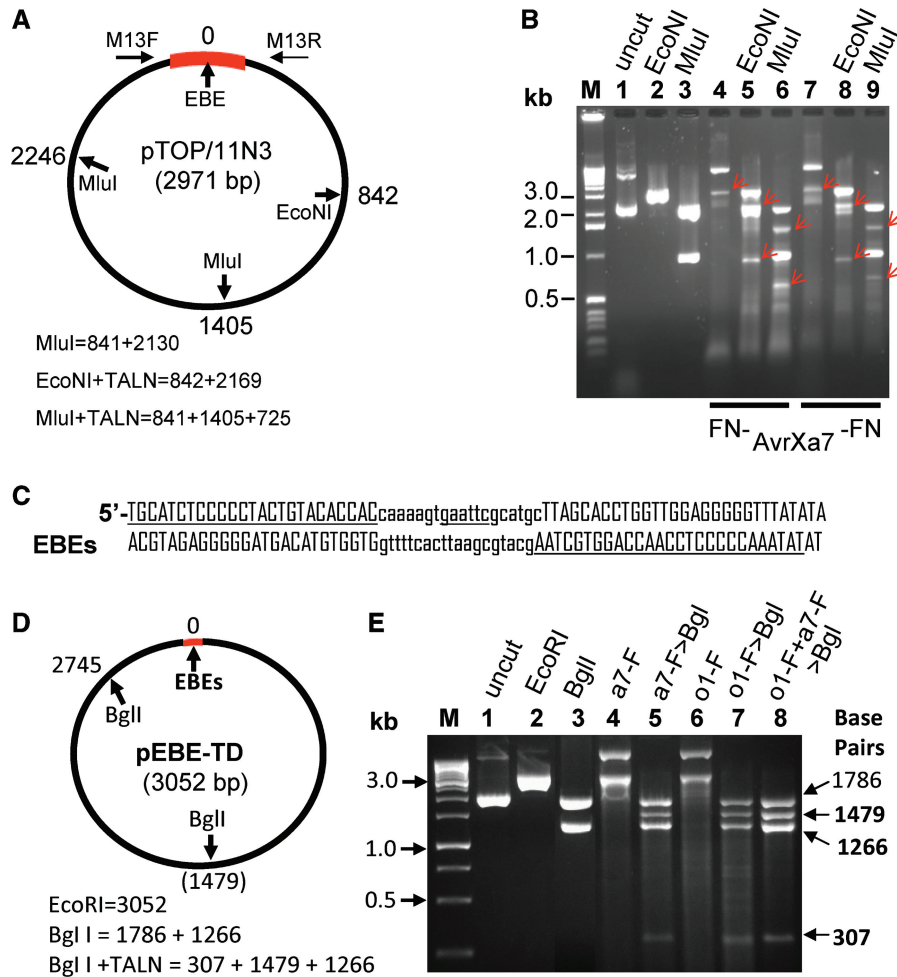 A
M13F
0
M13R
EBE
pTOP/11N3
(2971 bp)
2246
MluI
EcoNI
842
MluI
1405
MluI=841+2130
EcoNI+TALN=842+2169
MluI+TALN=841+1405+725
B
uncut
EcoNI
MluI
EcoNI
MluI
EcoNI
MluI
kb
M 1 2 3 4 5 6 7 8 9
3.0
2.0
1.0
0.5
FN-AvrXa7-FN
C
5'-TGCATCTCCCCCTACTGTACACCACcaaaagtgaattcgcatgcTTAGCACCTGGTTGGAGGGGGTTTATATA
EBEs ACGTAGAGGGGGATGACATGTGGTGgttttcacttaagcgtacgAATCGTGGACCAACCTCCCCCAAATATAT
D
0
2745
EBEs
BglI
pEBE-TD
(3052 bp)
BglI
(1479)
EcoRI=3052
Bgl I = 1786 + 1266
Bgl I +TALN = 307 + 1479 + 1266
E
uncut
EcoRI
BglI
a7-F
a7-F>BgI
o1-F
o1-F>BgI
o1-F+a7-F
>BgI
kb
M 1 2 3 4 5 6 7 8
Base
Pairs
3.0
1.0
0.5
1786
1479
1266
307